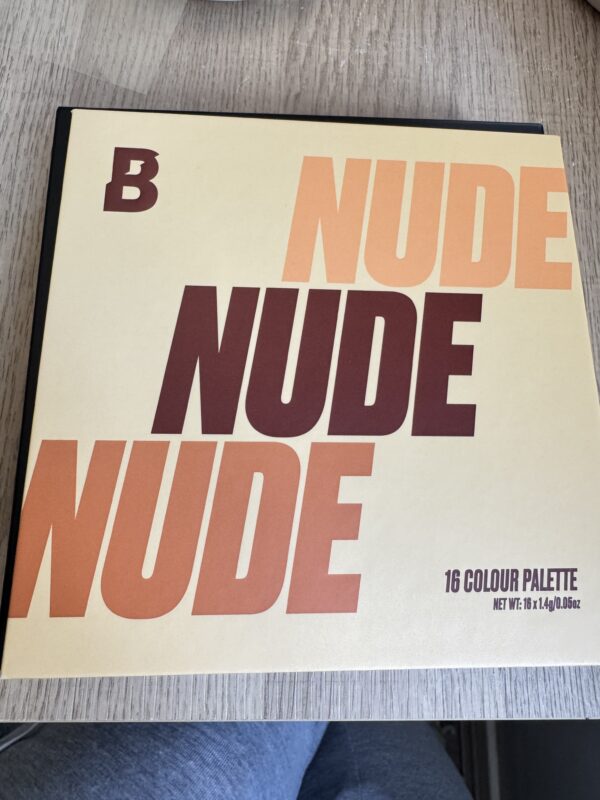 B
NUDE
NUDE
NUDE
16 COLOUR PALETTE
NET WT: 16 x 1.4g/0.05oz